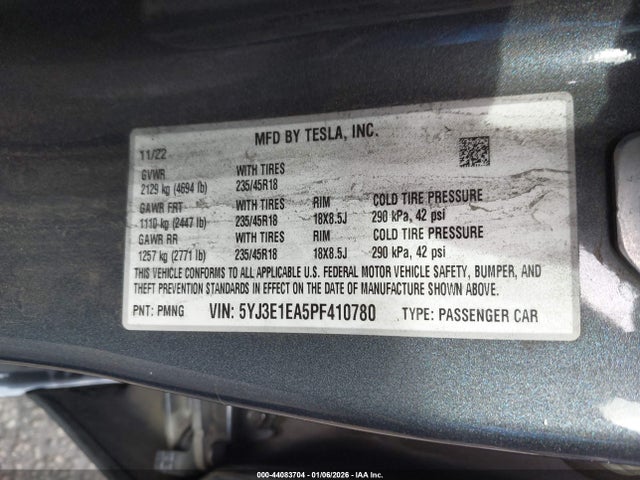 MFD BY TESLA, INC.
11/22
GVWR WITH TIRES
2129 kg (4694 lb) 235/45R18
GAWR FRT WITH TIRES RIM COLD TIRE PRESSURE
1110 kg (2447 lb) 235/45R18 18X8.5J 290 kPa, 42 psi
GAWR RR WITH TIRES RIM COLD TIRE PRESSURE
1257 kg (2771 lb) 235/45R18 18X8.5J 290 kPa, 42 psi
THIS VEHICLE CONFORMS TO ALL APPLICABLE U.S. FEDERAL MOTOR VEHICLE SAFETY, BUMPER, AND
THEFT PREVENTION STANDARDS IN EFFECT ON THE DATE OF MANUFACTURE SHOWN ABOVE.
PNT: PMNG VIN: 5YJ3E1EA5PF410780 TYPE: PASSENGER CAR
000-44083704 - 01/06/2026 - IAA Inc.